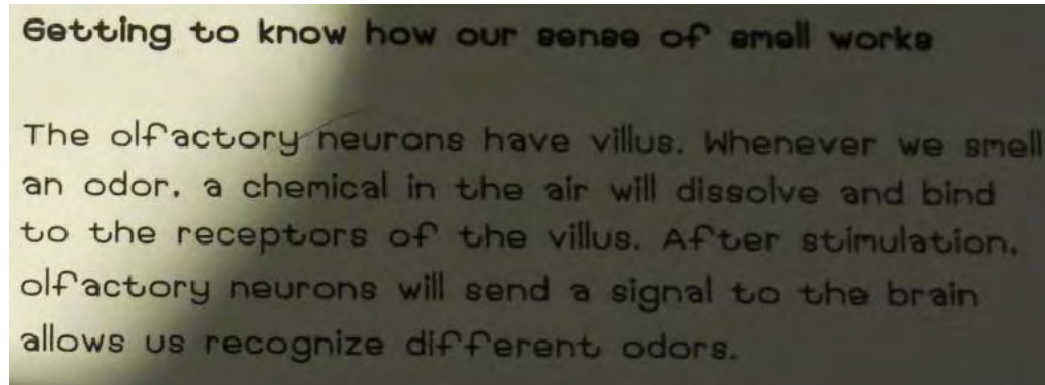 Getting to know how our sense of smell works
The olfactory neurons have villus. Whenever we smell
an odor, a chemical in the air will dissolve and bind
to the receptors of the villus. After stimulation,
olfactory neurons will send a signal to the brain
allows us recognize different odors.